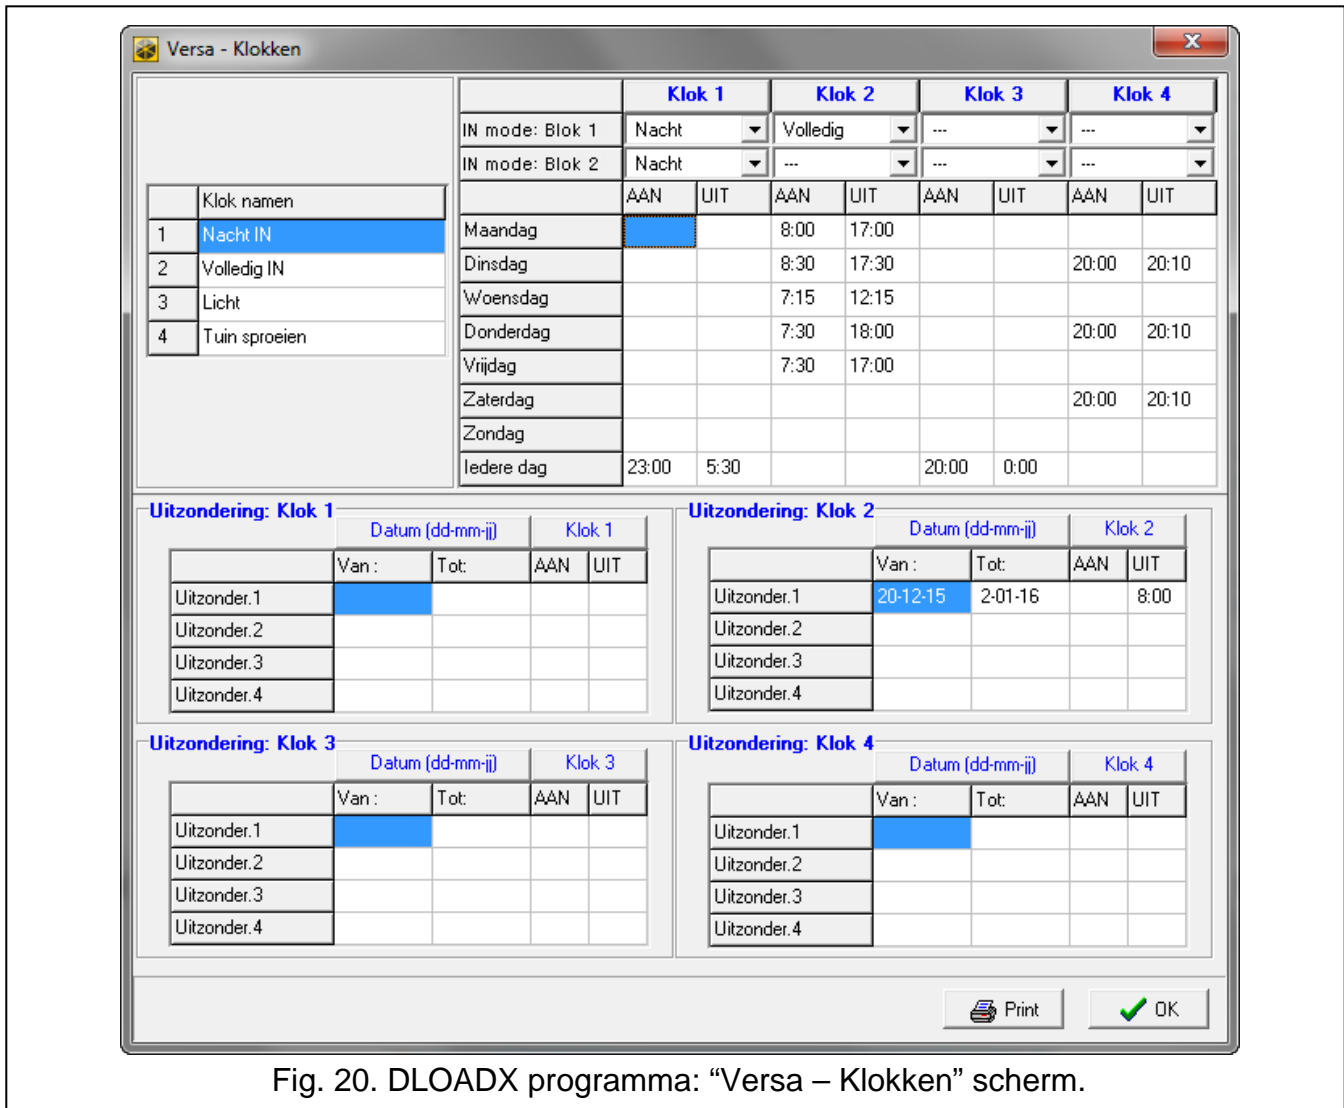 Versa - Klokken
Klok 1 Klok 2 Klok 3 Klok 4
IN mode: Blok 1 Nacht Volledig --- ---
IN mode: Blok 2 Nacht --- --- ---
AAN UIT AAN UIT AAN UIT AAN UIT
Maandag 8:00 17:00
Dinsdag 8:30 17:30 20:00 20:10
Woensdag 7:15 12:15
Donderdag 7:30 18:00 20:00 20:10
Vrijdag 7:30 17:00
Zaterdag 20:00 20:10
Zondag
Iedere dag 23:00 5:30 20:00 0:00
Klok namen
1 Nacht IN
2 Volledig IN
3 Licht
4 Tuin sproeien
Uitzondering: Klok 1
Datum (dd-mm-jj) Klok 1
Van : Tot: AAN UIT
Uitzonder.1
Uitzonder.2
Uitzonder.3
Uitzonder.4
Uitzondering: Klok 2
Datum (dd-mm-jj) Klok 2
Van : Tot: AAN UIT
Uitzonder.1 20-12-15 2-01-16 8:00
Uitzonder.2
Uitzonder.3
Uitzonder.4
Uitzondering: Klok 3
Datum (dd-mm-jj) Klok 3
Van : Tot: AAN UIT
Uitzonder.1
Uitzonder.2
Uitzonder.3
Uitzonder.4
Uitzondering: Klok 4
Datum (dd-mm-jj) Klok 4
Van : Tot: AAN UIT
Uitzonder.1
Uitzonder.2
Uitzonder.3
Uitzonder.4
Print OK
Fig. 20. DLOADX programma: “Versa – Klokken” scherm.